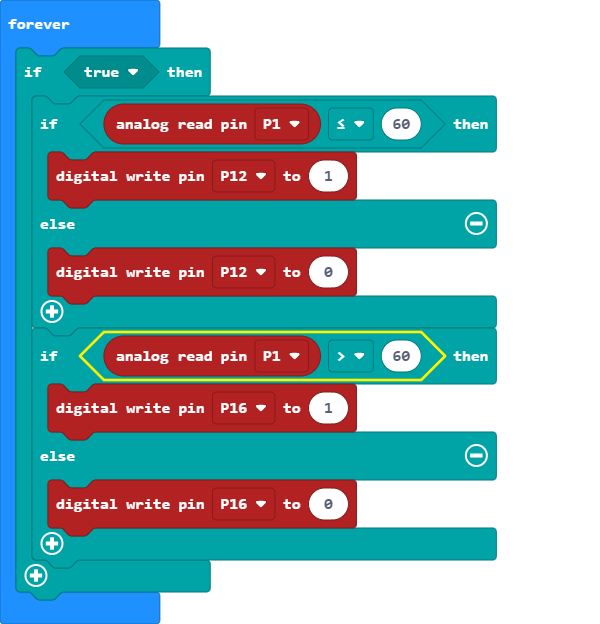 forever
if true then
if analog read pin P1 ≤ 60 then
digital write pin P12 to 1
else
digital write pin P12 to 0
if analog read pin P1 > 60 then
digital write pin P16 to 1
else
digital write pin P16 to 0